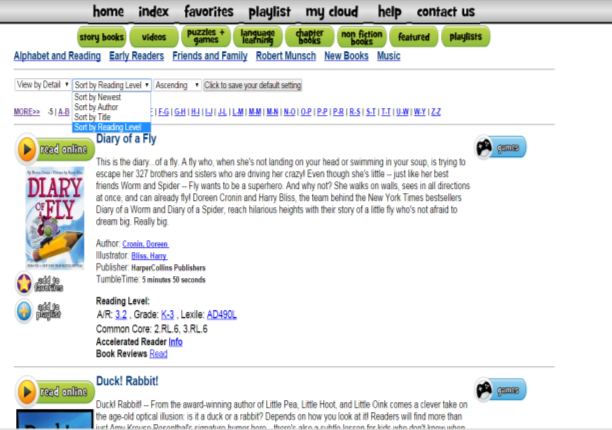 home index favorites playlist my cloud help contact us
story books videos puzzles + games language learning chapter books non fiction books featured playlists
Alphabet and Reading Early Readers Friends and Family Robert Munsch New Books Music
View by Detail Sort by Reading Level Ascending Click to save your default setting
Sort by Newest
Sort by Author
Sort by Title
Sort by Reading Level
MORE>> -5 | A-B E | F-G | G-H | H-I | I-J | J-L | L-M | M-M | M-N | N-O | O-P | P-P | P-R | R-S | S-T | T-T | U-W | W-Y | Z-Z
read online
Diary of a Fly
games
This is the diary...of a fly. A fly who, when she's not landing on your head or swimming in your soup, is trying to
escape her 327 brothers and sisters who are driving her crazy! Even though she's little -- just like her best
friends Worm and Spider -- Fly wants to be a superhero. And why not? She walks on walls, sees in all directions
at once, and can already fly! Doreen Cronin and Harry Bliss, the team behind the New York Times bestsellers
Diary of a Worm and Diary of a Spider, reach hilarious heights with their story of a little fly who's not afraid to
dream big. Really big.
DIARY
OF A
FLY
Author: Cronin, Doreen
Illustrator: Bliss, Harry
Publisher: HarperCollins Publishers
TumbleTime: 5 minutes 50 seconds
add to favorites
add to playlist
Reading Level:
A/R: 3.2 , Grade: K-3 , Lexile: AD490L
Common Core: 2.RL.6, 3.RL.6
Accelerated Reader Info
Book Reviews Read
read online
Duck! Rabbit!
games
Duck! Rabbit! -- From the award-winning author of Little Pea, Little Hoot, and Little Oink comes a clever take on
the age-old optical illusion: is it a duck or a rabbit? Depends on how you look at it! Readers will find more than
just Amy Krouse Rosenthal's signature humor here